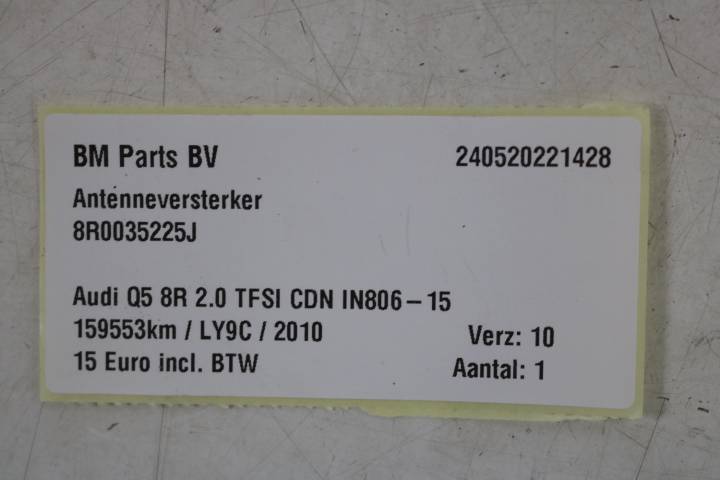 BM Parts BV 240520221428
Antenneversterker
8R0035225J
Audi Q5 8R 2.0 TFSI CDN IN806-15
159553km / LY9C / 2010 Verz: 10
15 Euro incl. BTW Aantal: 1